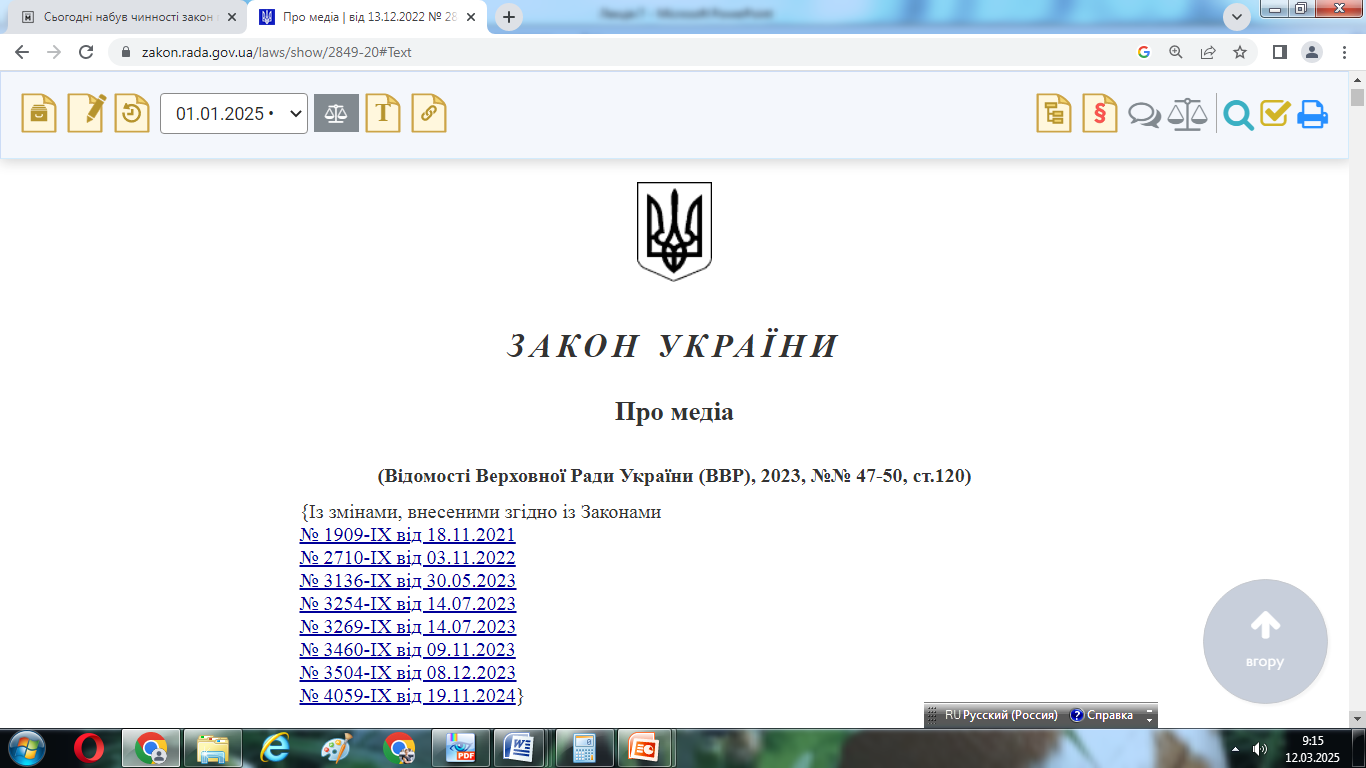 Сьогодні набув чинності закон
Про медіа | від 13.12.2022 № 28
Лекція 7 - Microsoft PowerPoint
zakon.rada.gov.ua/laws/show/2849-20#Text
01.01.2025 •
ЗАКОН УКРАЇНИ
Про медіа
(Відомості Верховної Ради України (ВВР), 2023, №№ 47-50, ст.120)
{Із змінами, внесеними згідно із Законами
№ 1909-IX від 18.11.2021
№ 2710-IX від 03.11.2022
№ 3136-IX від 30.05.2023
№ 3254-IX від 14.07.2023
№ 3269-IX від 14.07.2023
№ 3460-IX від 09.11.2023
№ 3504-IX від 08.12.2023
№ 4059-IX від 19.11.2024}
вгору
RU Русский (Россия) Справка
PDF
9:15
12.03.2025